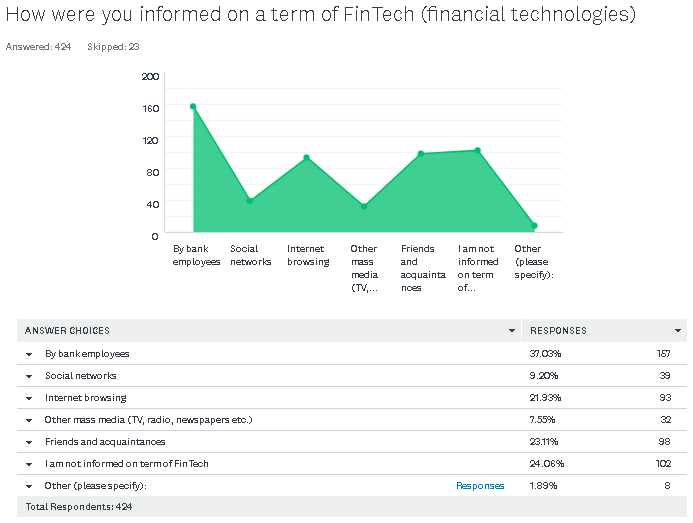 How were you informed on a term of FinTech (financial technologies)
Answered: 424 Skipped: 23
200
160
120
80
40
0
By bank employees
Social networks
Internet browsing
Other mass media (TV,...
Friends and acquainta nces
I am not informed on term of...
Other (please specify):
ANSWER CHOICES RESPONSES
By bank employees 37.03% 157
Social networks 9.20% 39
Internet browsing 21.93% 93
Other mass media (TV, radio, newspapers etc.) 7.55% 32
Friends and acquaintances 23.11% 98
I am not informed on term of FinTech 24.06% 102
Other (please specify): Responses 1.89% 8
Total Respondents: 424